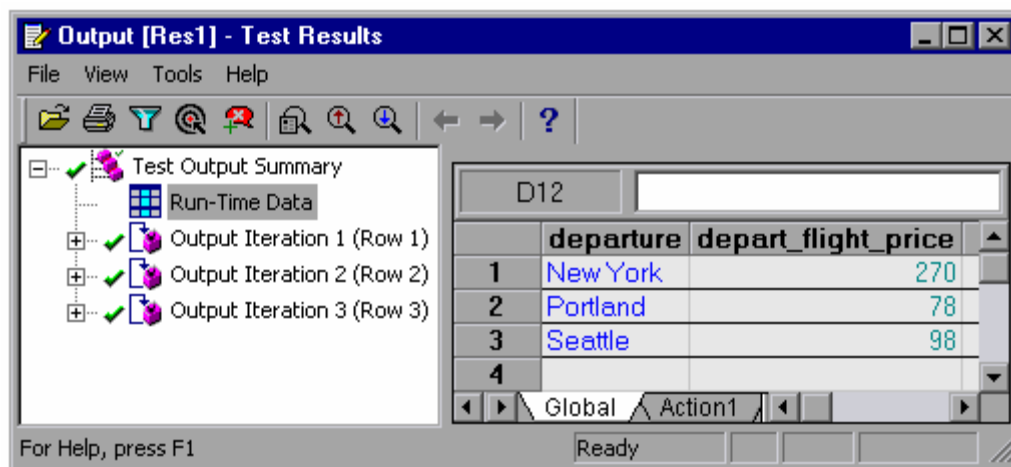 Output [Res1] - Test Results
File View Tools Help
?
Test Output Summary
Run-Time Data
Output Iteration 1 (Row 1)
Output Iteration 2 (Row 2)
Output Iteration 3 (Row 3)
D12
departure depart_flight_price
1 New York 270
2 Portland 78
3 Seattle 98
4
Global Action1
For Help, press F1 Ready